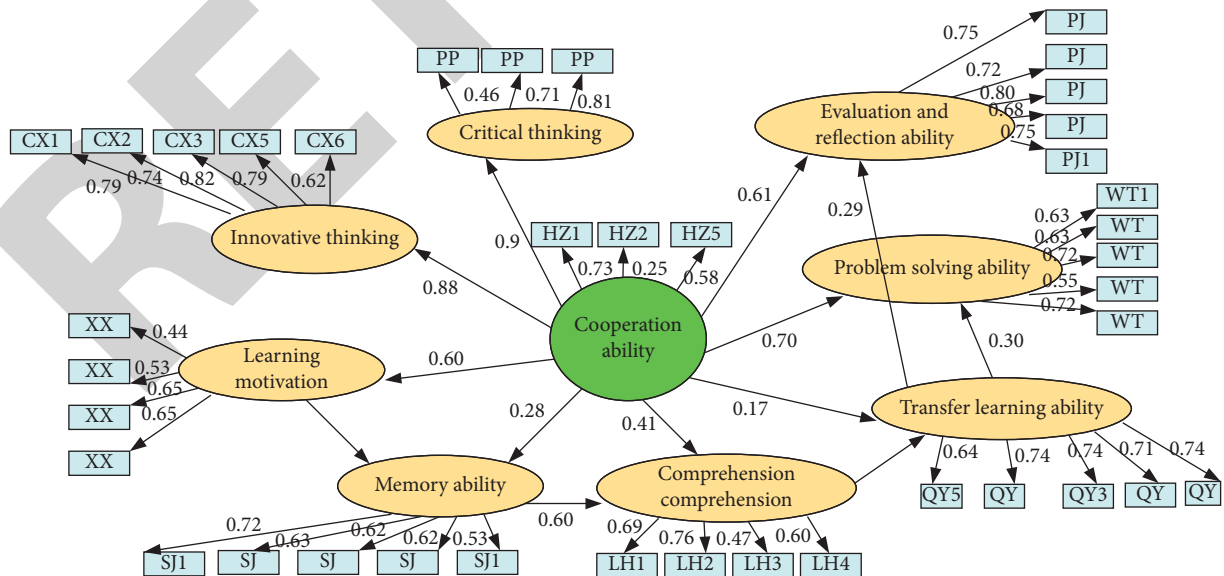 PJ
0.75
PP
PP
PP
PJ
0.72
0.46
0.71
0.81
0.80
PJ
Evaluation and
reflection ability
0.68
PJ
Critical thinking
0.75
PJ1
CX1
CX2
CX3
CX5
CX6
0.79
0.74
0.82
0.79
0.62
0.61
WT1
0.29
0.63
WT
Innovative thinking
0.9
HZ1
HZ2
HZ5
0.63
0.73
0.25
0.58
Problem solving ability
0.72
WT
0.88
0.55
WT
0.72
WT
XX
0.44
Cooperation
ability
0.70
0.30
Learning
motivation
0.60
XX
0.53
0.65
XX
0.65
0.28
0.41
0.17
Transfer learning ability
XX
0.64
0.74
0.74
0.71
0.74
Memory ability
Comprehension
comprehension
QY5
QY
QY3
QY
QY
0.60
0.72
0.63
0.62
0.62
0.53
0.69
0.76
0.47
0.60
SJ1
SJ
SJ
SJ
SJ1
LH1
LH2
LH3
LH4
RET